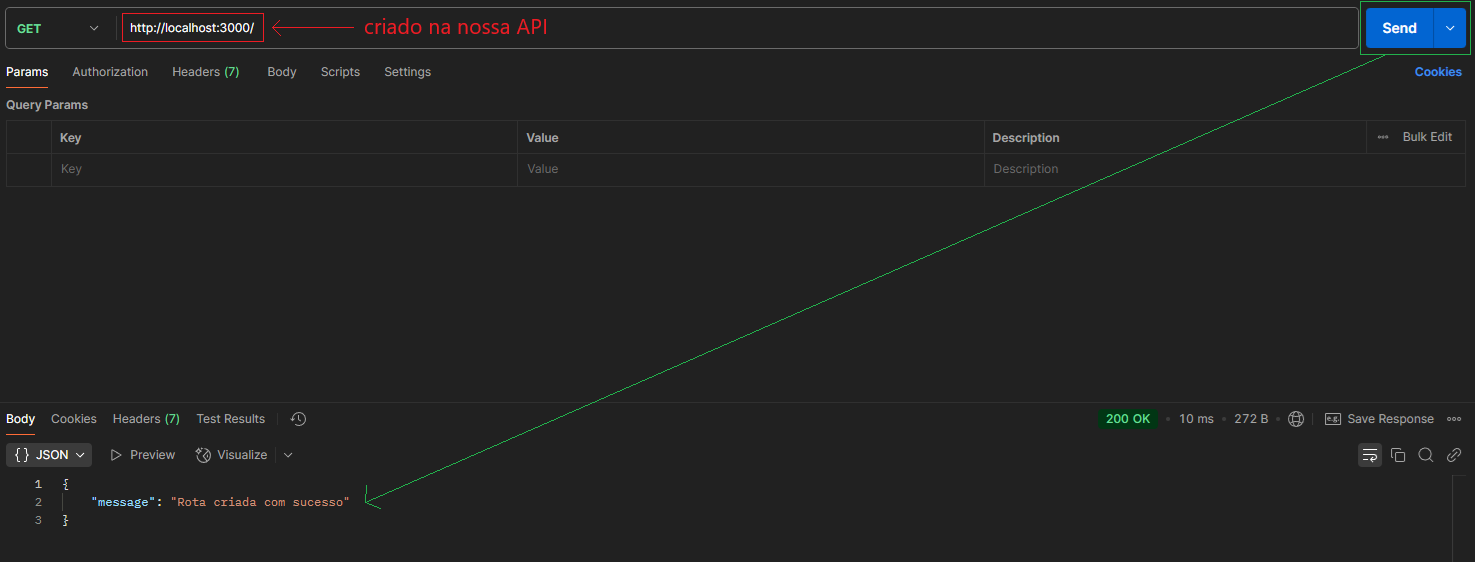 GET http://localhost:3000/ criado na nossa API Send
Params Authorization Headers (7) Body Scripts Settings Cookies
Query Params
Key Value Description Bulk Edit
Key Value Description
Body Cookies Headers (7) Test Results 200 OK • 10 ms • 272 B • e.g. Save Response
{} JSON Preview Visualize
1 {
2 "message": "Rota criada com sucesso"
3 }